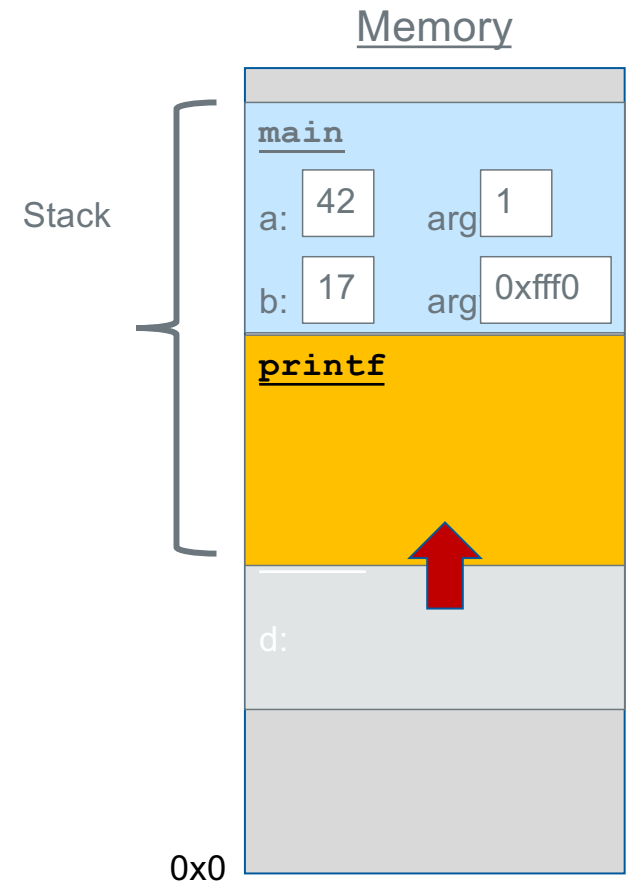 Memory
main
Stack
a: 42 arg 1
b: 17 arg 0xfff0
printf
d:
0x0